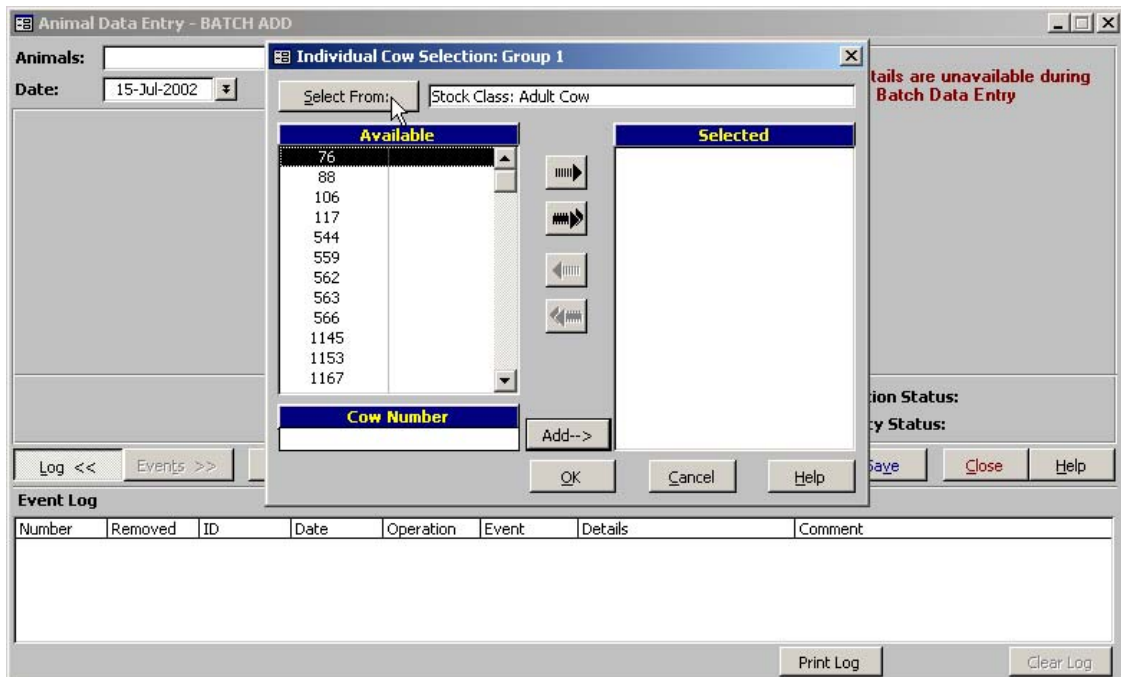 Animal Data Entry - BATCH ADD
Animals:
Date: 15-Jul-2002
Individual Cow Selection: Group 1
Select From: Stock Class: Adult Cow
Available
76
88
106
117
544
559
562
563
566
1145
1153
1167
Cow Number
Add-->
Selected
OK Cancel Help
tails are unavailable during
Batch Data Entry
tion Status:
cy Status:
Log << Events >> Save Close Help
Event Log
Number Removed ID Date Operation Event Details Comment
Print Log Clear Log